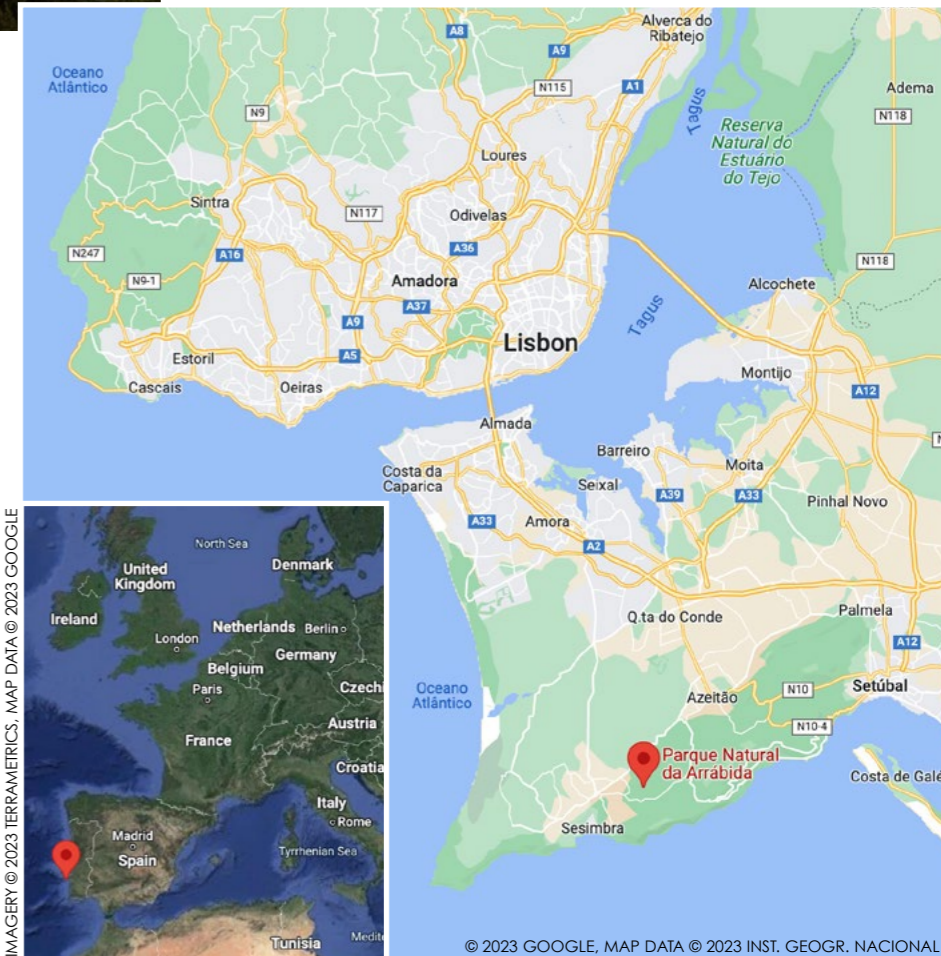 Alverca do
Ribatejo
A8
A9
Oceano
Atlântico
N115
A1
Adema
N9
Tagus
N118
Reserva
Natural do
Estuário
do Tejo
Loures
Sintra
N117
Odivelas
N247
A16
A36
N118
N9-1
Amadora
Alcochete
A37
Tagus
A9
Lisbon
Estoril
A5
Montijo
Cascais
Oeiras
A12
Almada
Barreiro
Costa da
Caparica
Seixal
Moita
A39
A33
Pinhal Novo
A33
Amora
A2
Q.ta do Conde
Palmela
A12
Oceano
Atlântico
Azeitão
N10
Setúbal
N10-4
Parque Natural
da Arrábida
Costa de Galé
Sesimbra
North Sea
Denmark
United
Kingdom
Ireland
Netherlands
Berlin
London
Belgium
Germany
Paris
Czechi
France
Austria
Croatia
Italy
Rome
Madrid
Spain
Tyrrhenian Sea
Tunisia
Medite
IMAGERY © 2023 TERRAMETRICS, MAP DATA © 2023 GOOGLE
© 2023 GOOGLE, MAP DATA © 2023 INST. GEOGR. NACIONAL